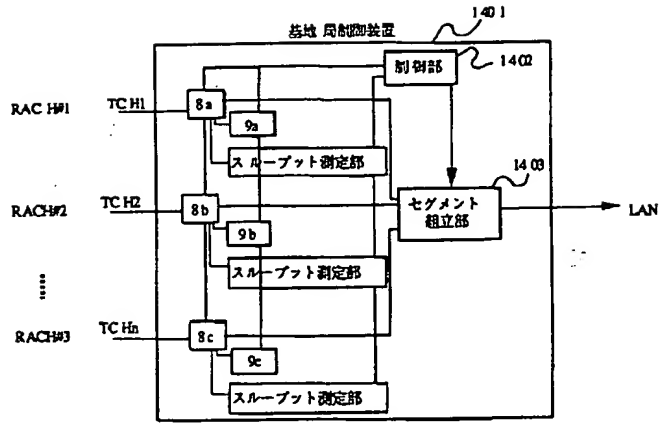 1401
基地局制御装置
制御部
1402
RACH#1
TCH1
8a
9a
スループット測定部
1403
RACH#2
TCH2
8b
セグメント
組立部
LAN
9b
スループット測定部
RACH#3
TCHn
8c
9c
スループット測定部